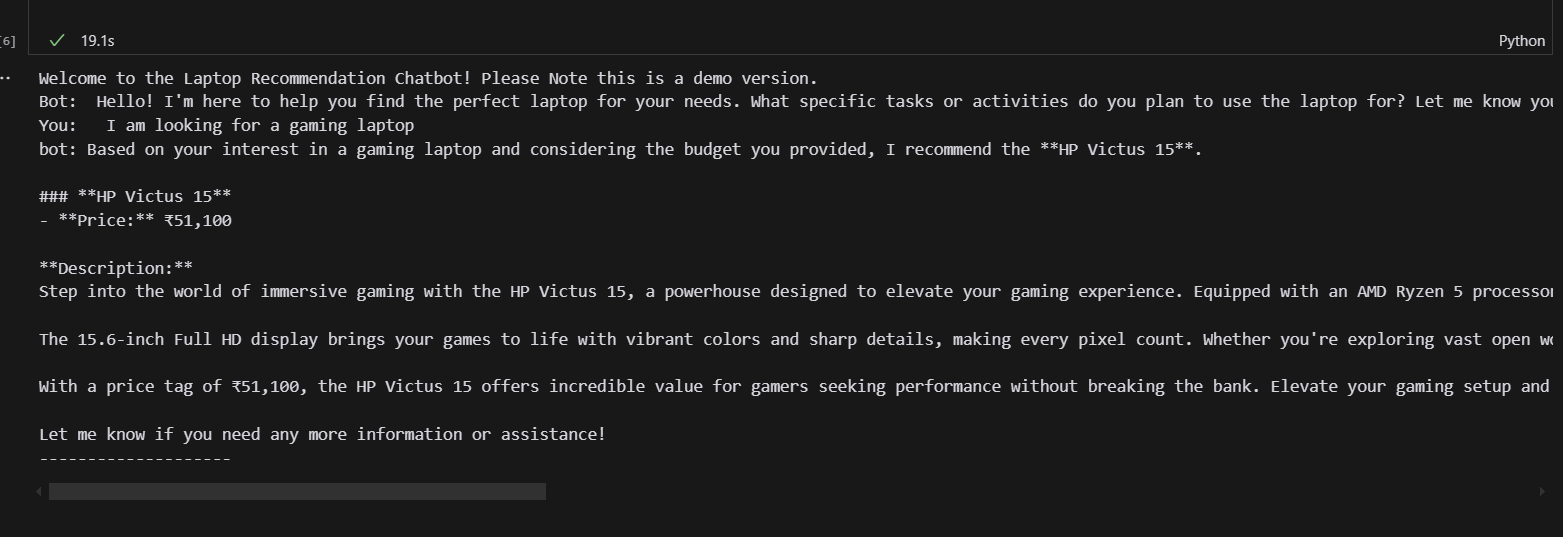 [6] 19.1s Python
Welcome to the Laptop Recommendation Chatbot! Please Note this is a demo version.
Bot:  Hello! I'm here to help you find the perfect laptop for your needs. What specific tasks or activities do you plan to use the laptop for? Let me know you
You:   I am looking for a gaming laptop
bot: Based on your interest in a gaming laptop and considering the budget you provided, I recommend the **HP Victus 15**.
### **HP Victus 15**
- **Price:** ₹51,100
**Description:**
Step into the world of immersive gaming with the HP Victus 15, a powerhouse designed to elevate your gaming experience. Equipped with an AMD Ryzen 5 processor
The 15.6-inch Full HD display brings your games to life with vibrant colors and sharp details, making every pixel count. Whether you're exploring vast open wo
With a price tag of ₹51,100, the HP Victus 15 offers incredible value for gamers seeking performance without breaking the bank. Elevate your gaming setup and
Let me know if you need any more information or assistance!
--------------------